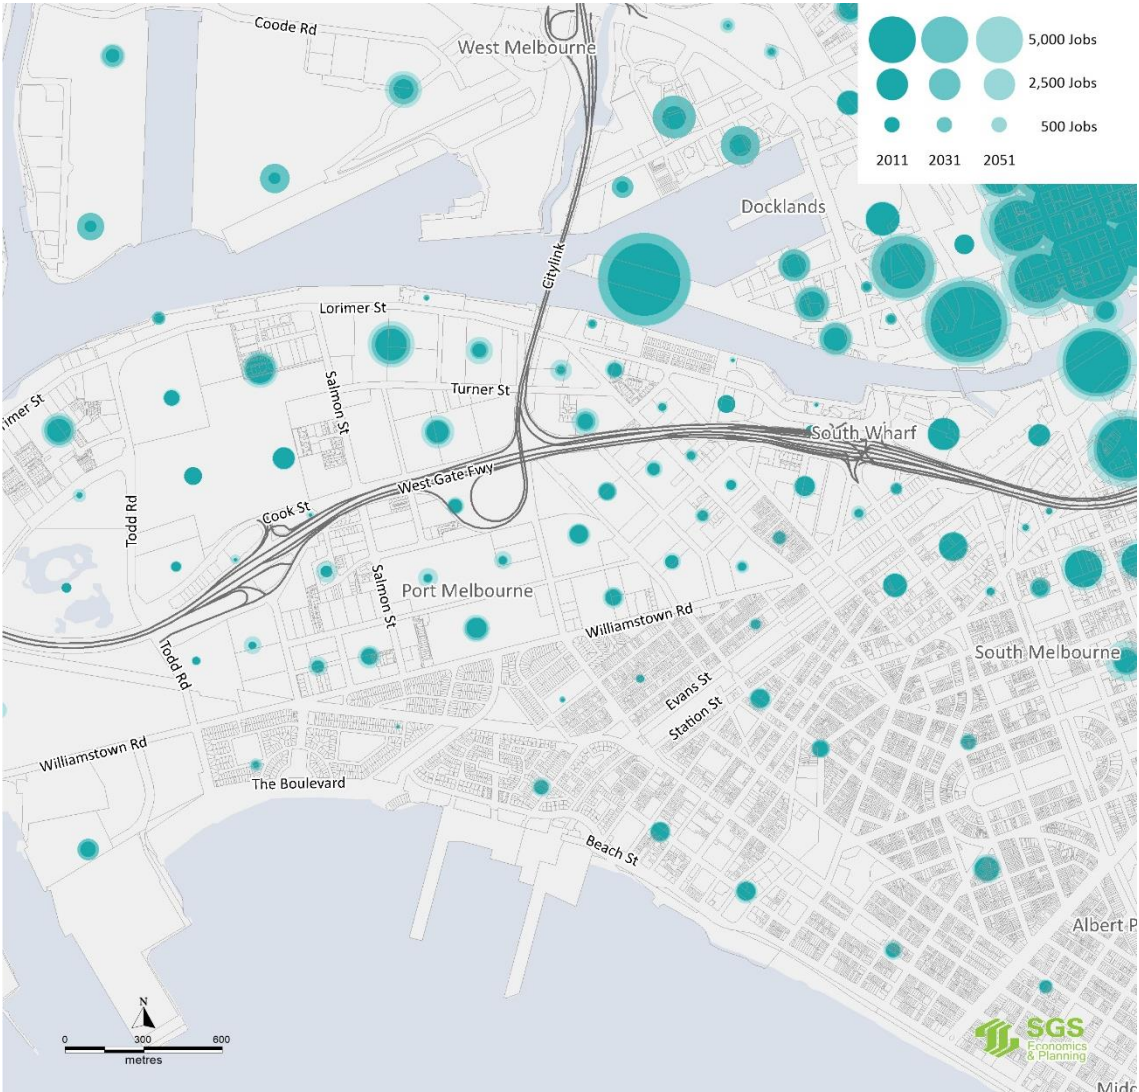 Coode Rd
West Melbourne
5,000 Jobs
2,500 Jobs
500 Jobs
2011 2031 2051
Docklands
Citylink
Lorimer St
Salmon St
Turner St
rimer St
South Wharf
West Gate Fwy
Cook St
Todd Rd
Salmon St
Port Melbourne
Williamstown Rd
Todd Rd
South Melbourne
Evans St
Station St
Williamstown Rd
The Boulevard
Beach St
Albert P
N
0 300 600
metres
SGS
Economics
& Planning
Midd